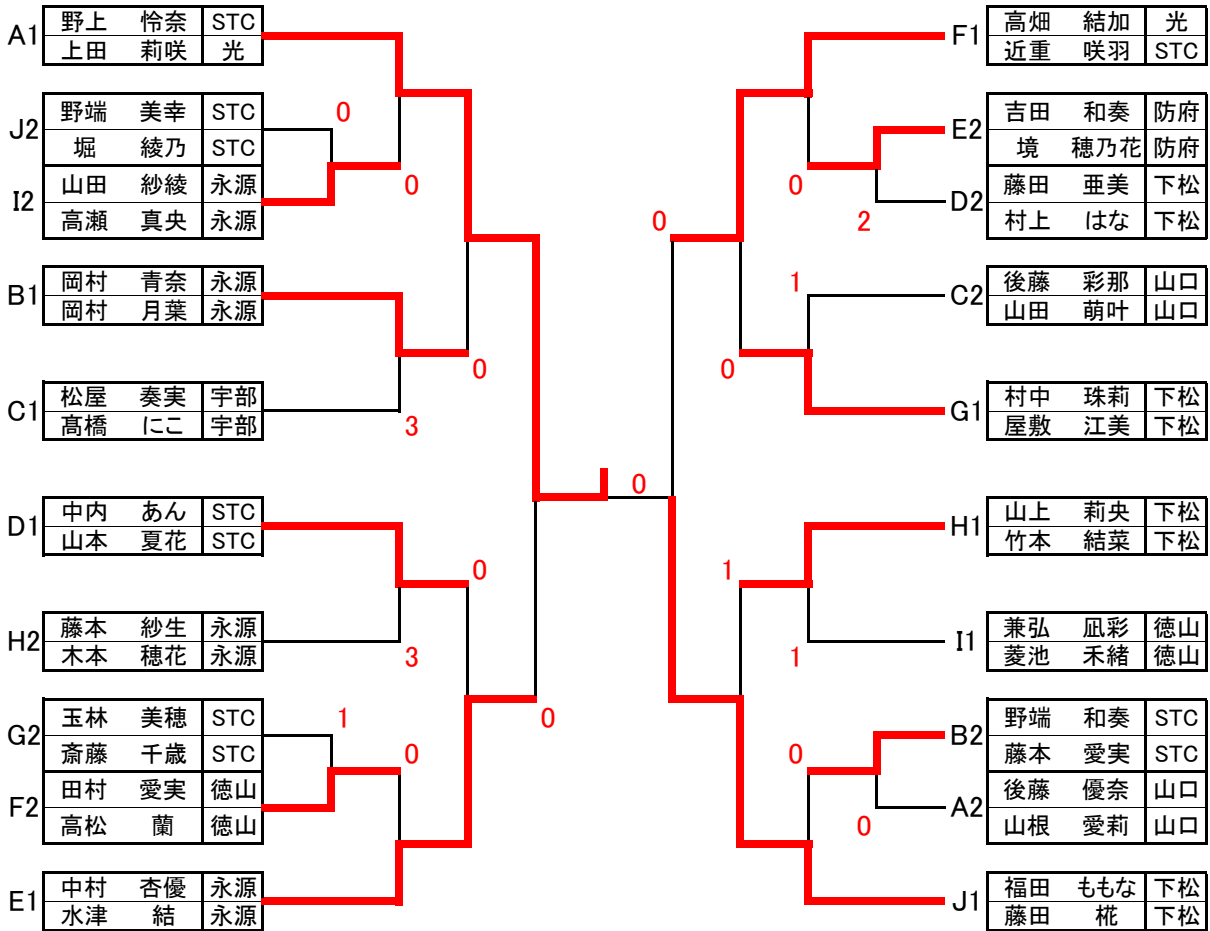 A1 野上 怜奈 STC
上田 莉咲 光
J2 野端 美幸 STC
堀 綾乃 STC
I2 山田 紗綾 永源
高瀬 真央 永源
B1 岡村 青奈 永源
岡村 月葉 永源
C1 松屋 奏実 宇部
髙橋 にこ 宇部
D1 中内 あん STC
山本 夏花 STC
H2 藤本 紗生 永源
木本 穂花 永源
G2 玉林 美穂 STC
斎藤 千歳 STC
F2 田村 愛実 徳山
高松 蘭 徳山
E1 中村 杏優 永源
水津 結 永源
0
0
0
3
0
3
1
0
0
0
0
0
2
1
0
1
1
0
0
F1 高畑 結加 光
近重 咲羽 STC
E2 吉田 和奏 防府
境 穂乃花 防府
D2 藤田 亜美 下松
村上 はな 下松
C2 後藤 彩那 山口
山田 萌叶 山口
G1 村中 珠莉 下松
屋敷 江美 下松
H1 山上 莉央 下松
竹本 結菜 下松
I1 兼弘 凪彩 徳山
菱池 禾緒 徳山
B2 野端 和奏 STC
藤本 愛実 STC
A2 後藤 優奈 山口
山根 愛莉 山口
J1 福田 ももな 下松
藤田 椛 下松